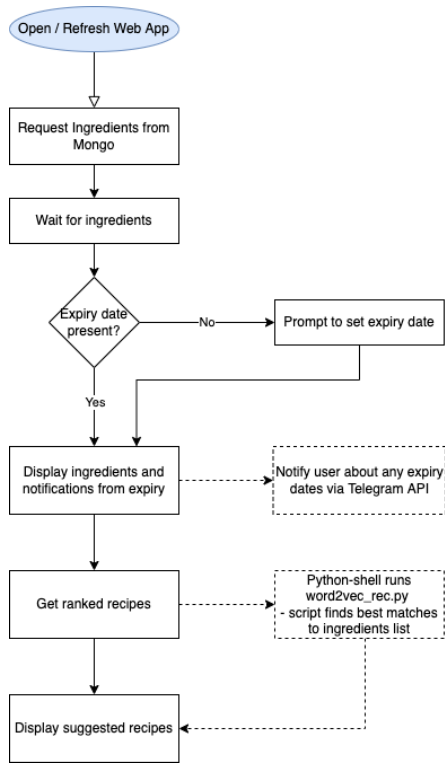 Open / Refresh Web App
Request Ingredients from
Mongo
Wait for ingredients
Expiry date
present?
No
Prompt to set expiry date
Yes
Display ingredients and
notifications from expiry
Notify user about any expiry
dates via Telegram API
Get ranked recipes
Python-shell runs
word2vec_rec.py
- script finds best matches
to ingredients list
Display suggested recipes